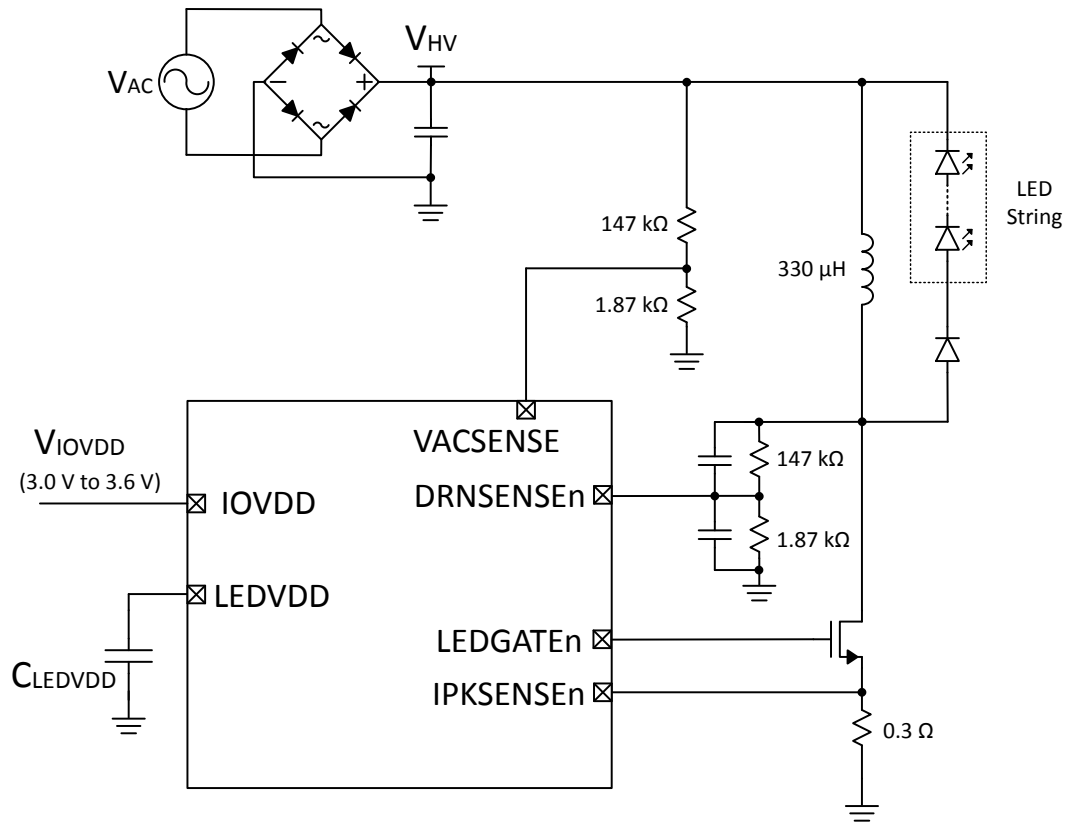 VHV
VAC
~
−
+
~
147 kΩ
1.87 kΩ
330 µH
LED
String
VACSENSE
VIOVDD
(3.0 V to 3.6 V)
IOVDD
DRNSENSEn
147 kΩ
1.87 kΩ
LEDVDD
CLEDVDD
LEDGATEn
IPKSENSEn
0.3 Ω